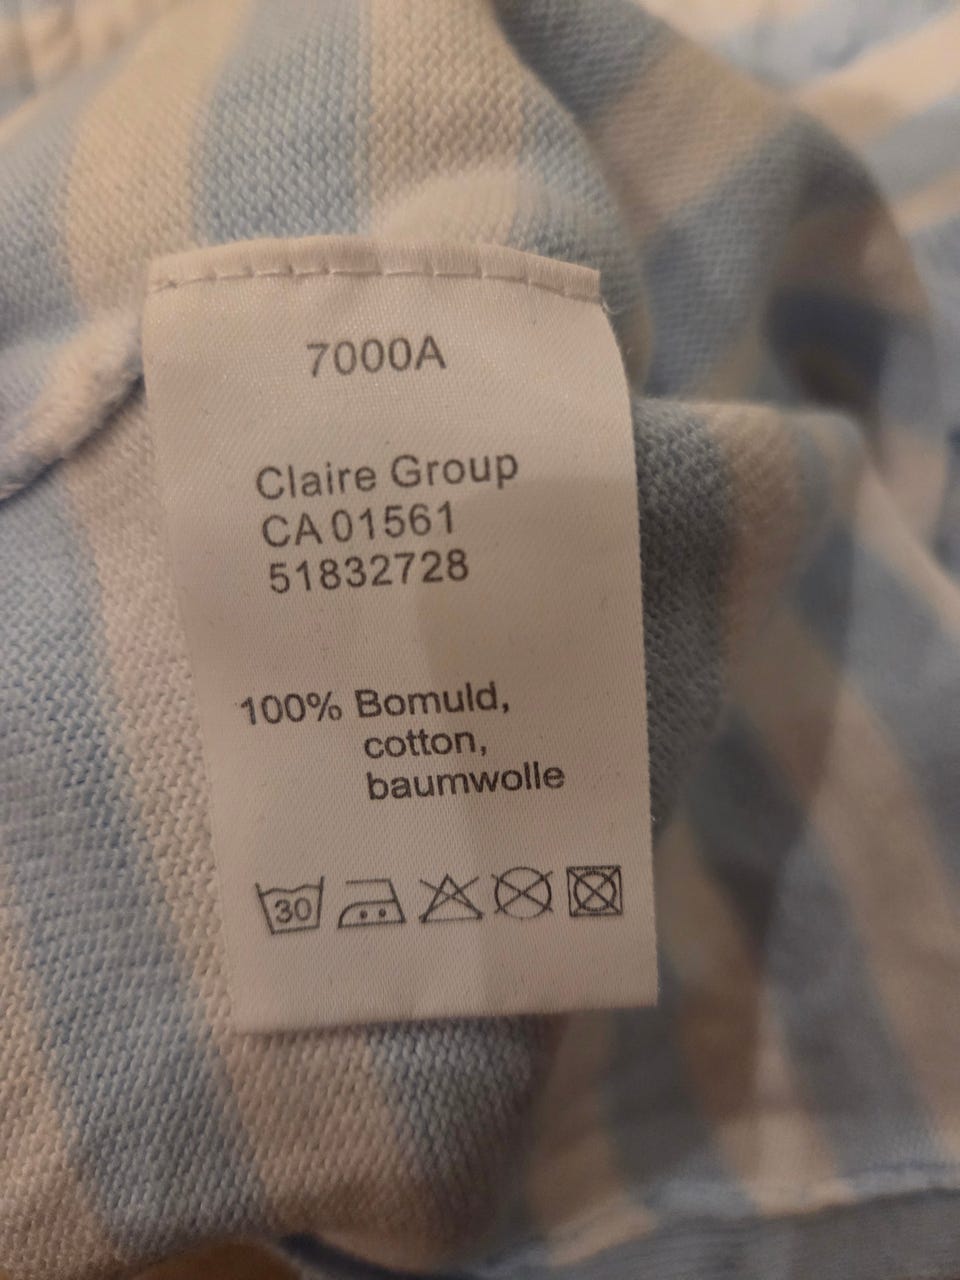 7000A
Claire Group
CA 01561
51832728
100% Bomuld,
cotton,
baumwolle
30